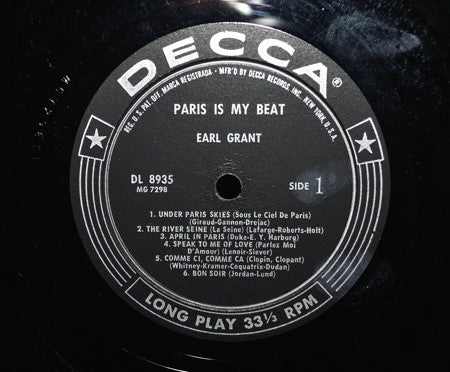 DECCA®
REG. U.S. PAT. OFF. MARCA REGISTRADA • MFR'D BY DECCA RECORDS, INC., NEW YORK, U.S.A.
PARIS IS MY BEAT
EARL GRANT
DL 8935
MG 7298
SIDE 1
1. UNDER PARIS SKIES (Sous Le Ciel De Paris)
(Giraud-Gannon-Drejac)
2. THE RIVER SEINE (La Seine) (Lafarge-Roberts-Holt)
3. APRIL IN PARIS (Duke-E. Y. Harburg)
4. SPEAK TO ME OF LOVE (Parlez Moi
D'Amour) (Lenoir-Siever)
5. COMME CI, COMME CA (Clopin, Clopant)
(Whitney-Kramer-Coquatrix-Dudan)
6. BON SOIR (Jordan-Lund)
LONG PLAY 33⅓ RPM